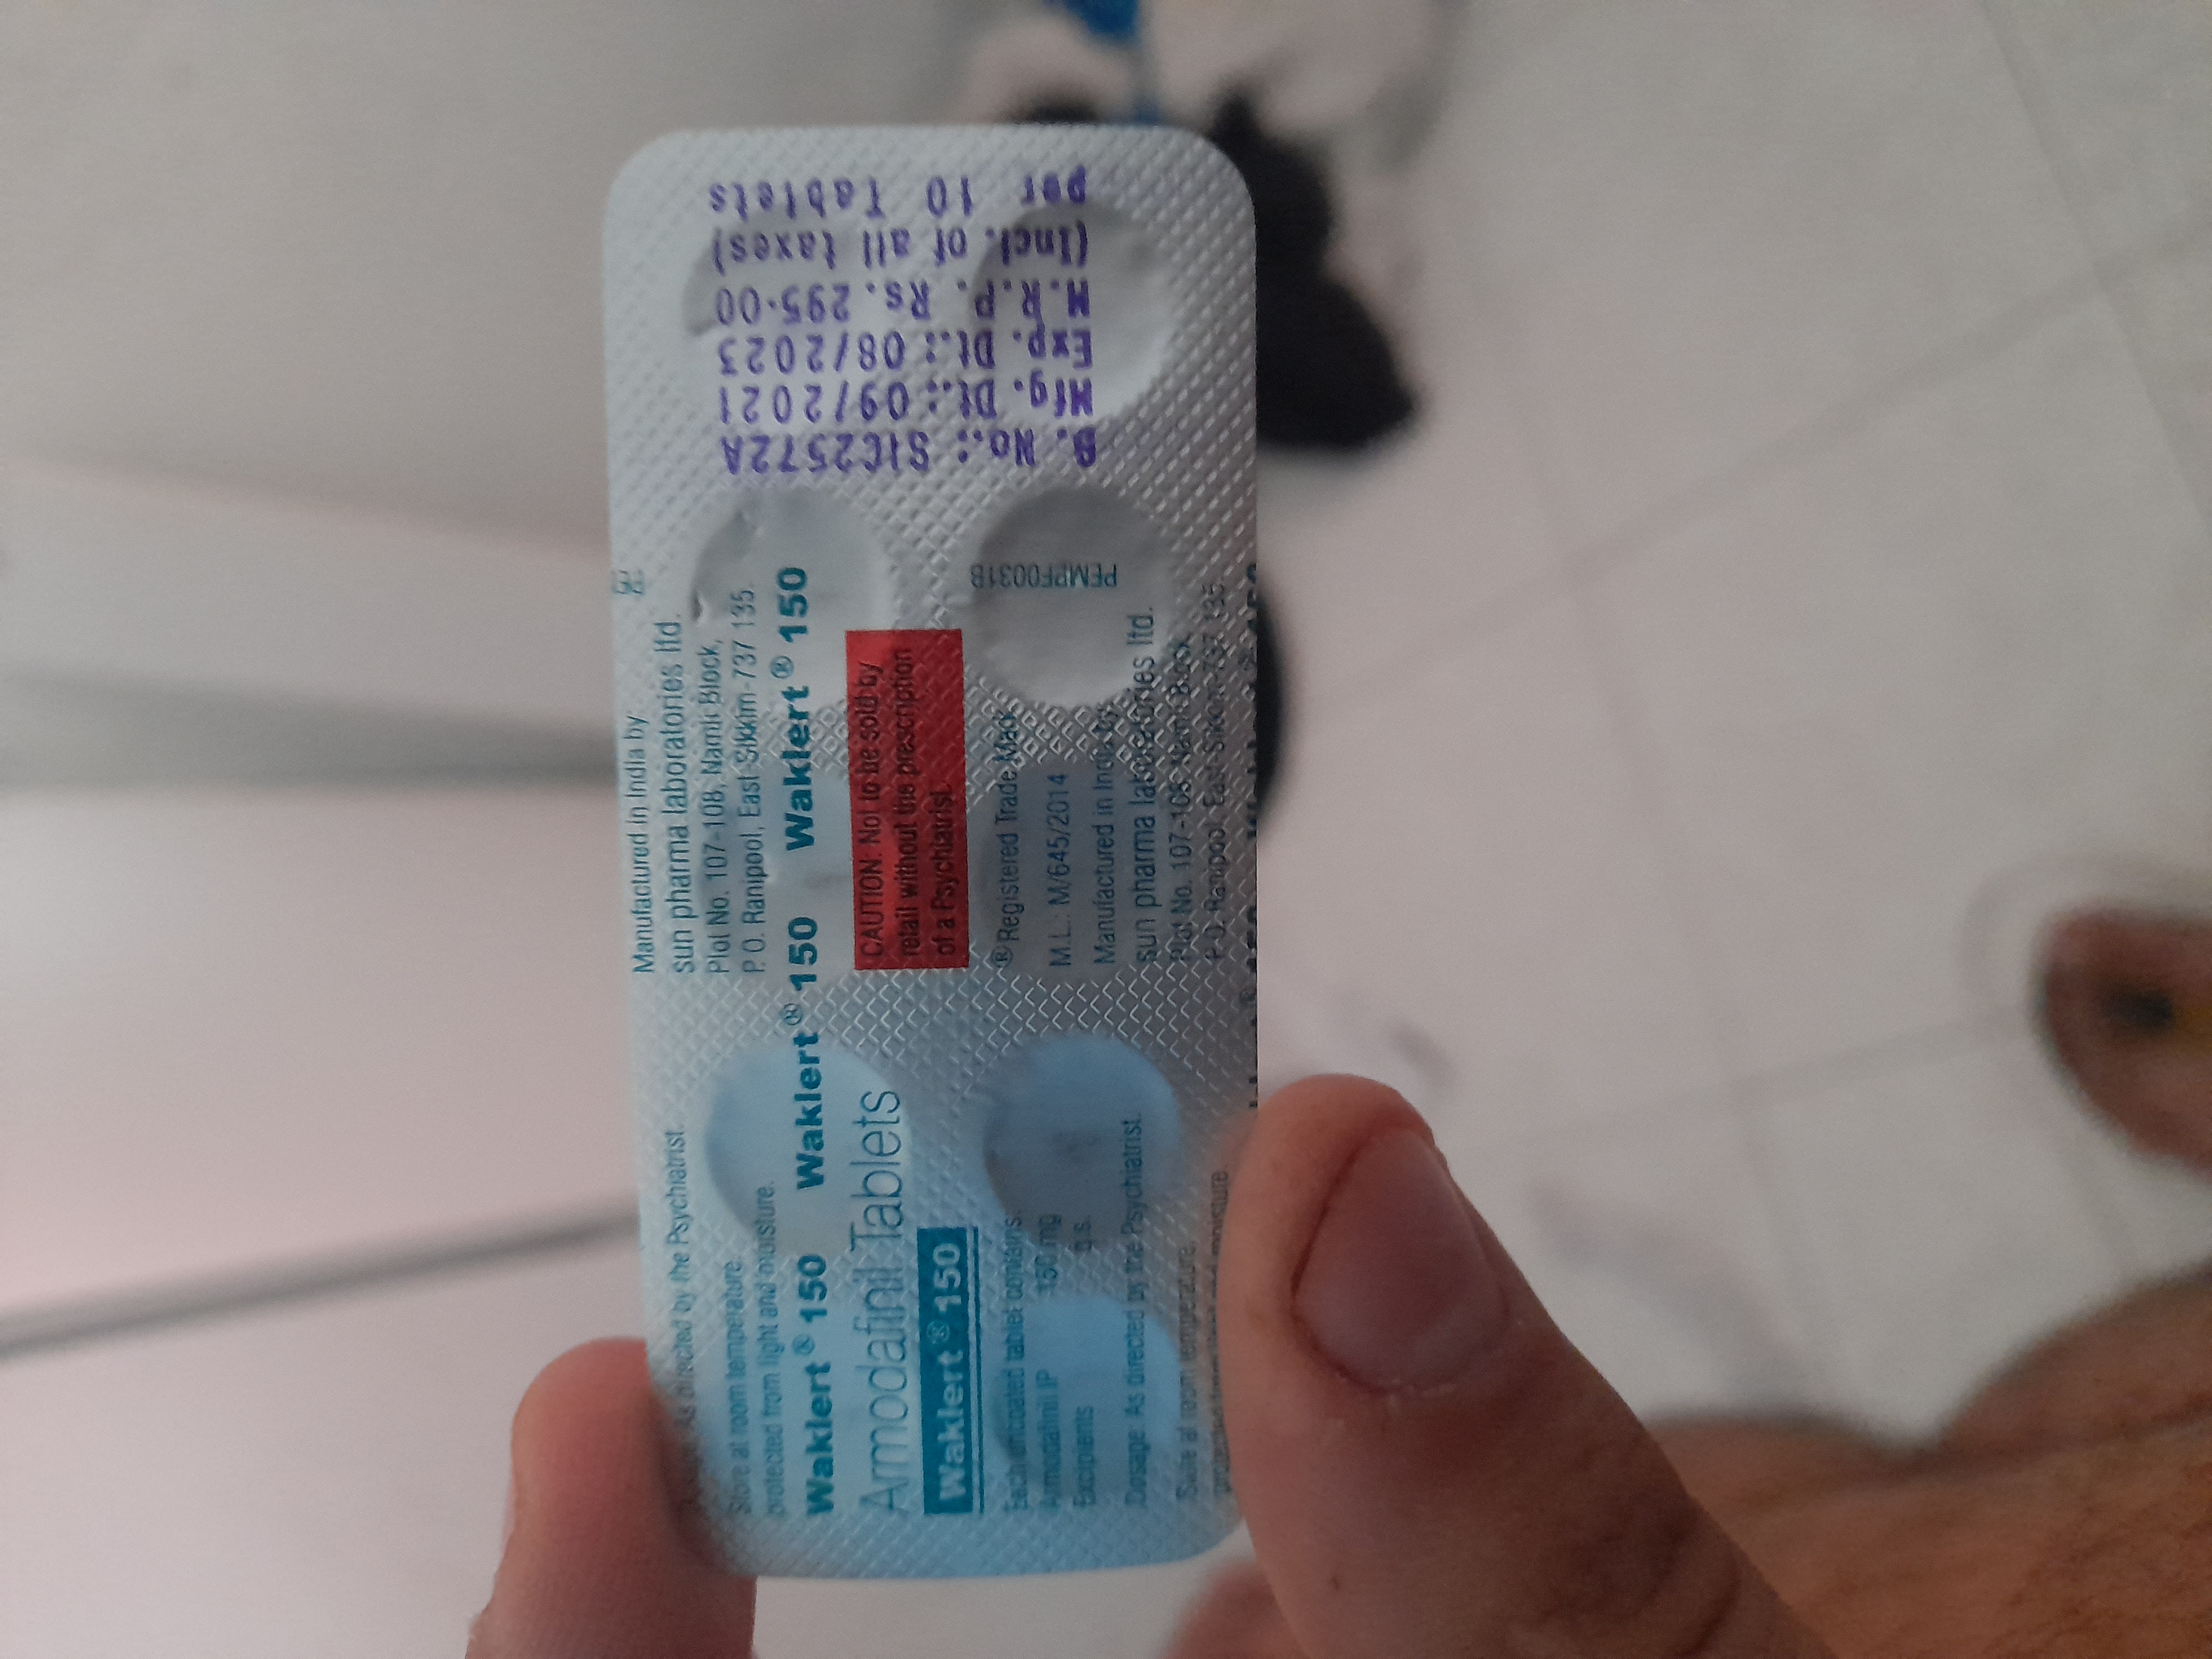 B. No.: SIC2572A
Mfg. Dt.: 09/2021
Exp. Dt.: 08/2023
M.R.P. Rs. 295.00
(Incl. of all taxes)
per 10 Tablets
PEMPF0031B
As directed by the Psychiatrist.
Store at room temperature
protected from light and moisture.
Manufactured in India by
sun pharma laboratories ltd.
Plot No. 107-108, Namli Block,
P.O. Ranipool, East Sikkim-737 135.
Waklert® 150 Waklert® 150 Waklert® 150
Armodafinil Tablets
Waklert® 150
Each uncoated tablet contains:
Armodafinil IP 150 mg
Excipients q.s.
Dosage: As directed by the Psychiatrist.
Store at room temperature
CAUTION: Not to be sold by
retail without the prescription
of a Psychiatrist.
® Registered Trade Mark
M.L.: M/645/2014
Manufactured in India by
sun pharma laboratories ltd.
Plot No. 107-108, Namli Block,
P.O. Ranipool, East Sikkim-737 135